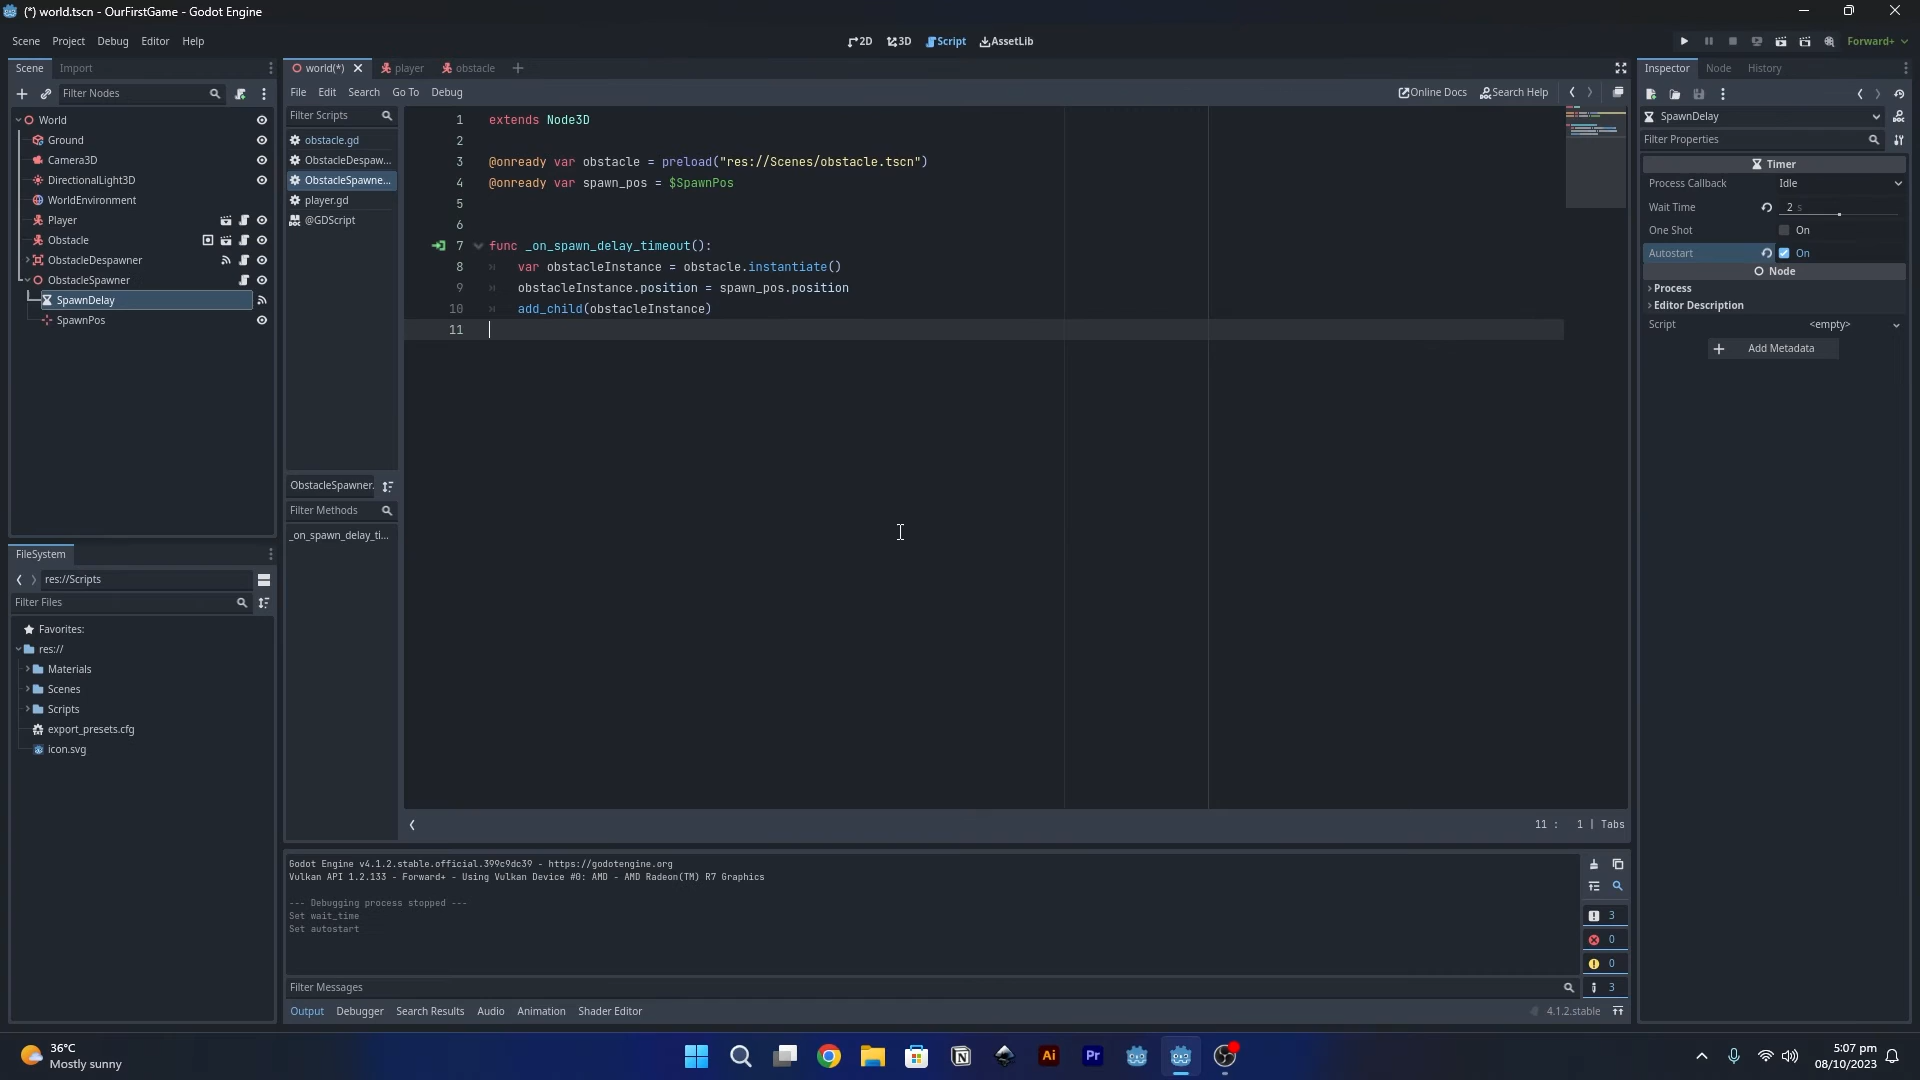 (*) world.tscn - OurFirstGame - Godot Engine
Scene Project Debug Editor Help
2D 3D Script AssetLib
Forward+
Scene Import
Filter Nodes
World
Ground
Camera3D
DirectionalLight3D
WorldEnvironment
Player
Obstacle
ObstacleDespawner
ObstacleSpawner
SpawnDelay
SpawnPos
FileSystem
res://Scripts
Filter Files
Favorites:
res://
Materials
Scenes
Scripts
export_presets.cfg
icon.svg
world(*) player obstacle
File Edit Search Go To Debug
Online Docs Search Help
Filter Scripts
obstacle.gd
ObstacleDespaw...
ObstacleSpawne...
player.gd
@GDScript
ObstacleSpawner.
Filter Methods
_on_spawn_delay_ti...
1 extends Node3D
2
3 @onready var obstacle = preload("res://Scenes/obstacle.tscn")
4 @onready var spawn_pos = $SpawnPos
5
6
7 func _on_spawn_delay_timeout():
8 var obstacleInstance = obstacle.instantiate()
9 obstacleInstance.position = spawn_pos.position
10 add_child(obstacleInstance)
11
11 : 1 | Tabs
Godot Engine v4.1.2.stable.official.399c9dc39 - https://godotengine.org
Vulkan API 1.2.133 - Forward+ - Using Vulkan Device #0: AMD - AMD Radeon(TM) R7 Graphics
--- Debugging process stopped ---
Set wait_time
Set autostart
3
0
0
3
Filter Messages
Output Debugger Search Results Audio Animation Shader Editor
4.1.2.stable
Inspector Node History
SpawnDelay
Filter Properties
Timer
Process Callback Idle
Wait Time 2 s
One Shot On
Autostart On
Node
Process
Editor Description
Script <empty>
Add Metadata
36°C
Mostly sunny
Ai Pr
5:07 pm
08/10/2023